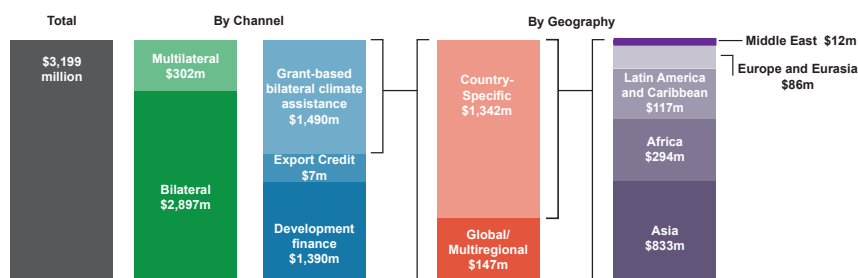 Total
By Channel
By Geography
$3,199
million
Multilateral
$302m
Bilateral
$2,897m
Grant-based
bilateral climate
assistance
$1,490m
Export Credit
$7m
Development
finance
$1,390m
Country-
Specific
$1,342m
Global/
Multiregional
$147m
Middle East $12m
Europe and Eurasia
$86m
Latin America
and Caribbean
$117m
Africa
$294m
Asia
$833m